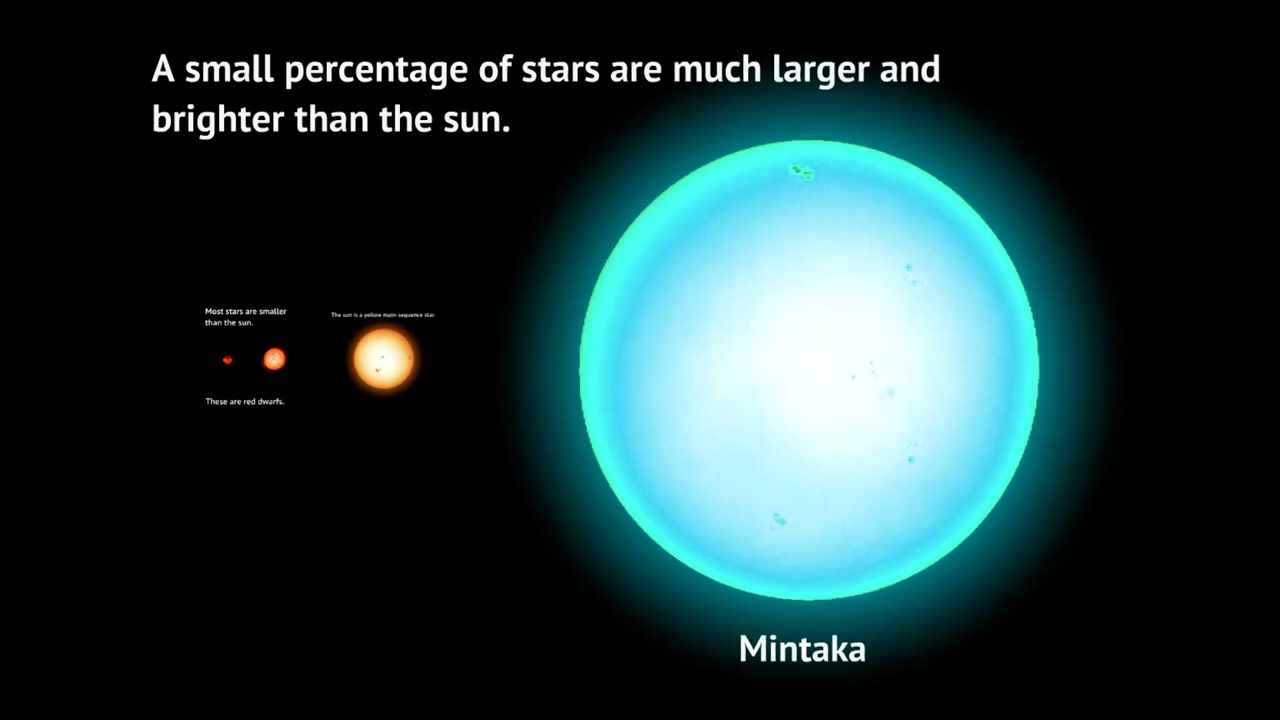 A small percentage of stars are much larger and
brighter than the sun.
Most stars are smaller
than the sun.
The sun is a yellow main-sequence star.
These are red dwarfs.
Mintaka